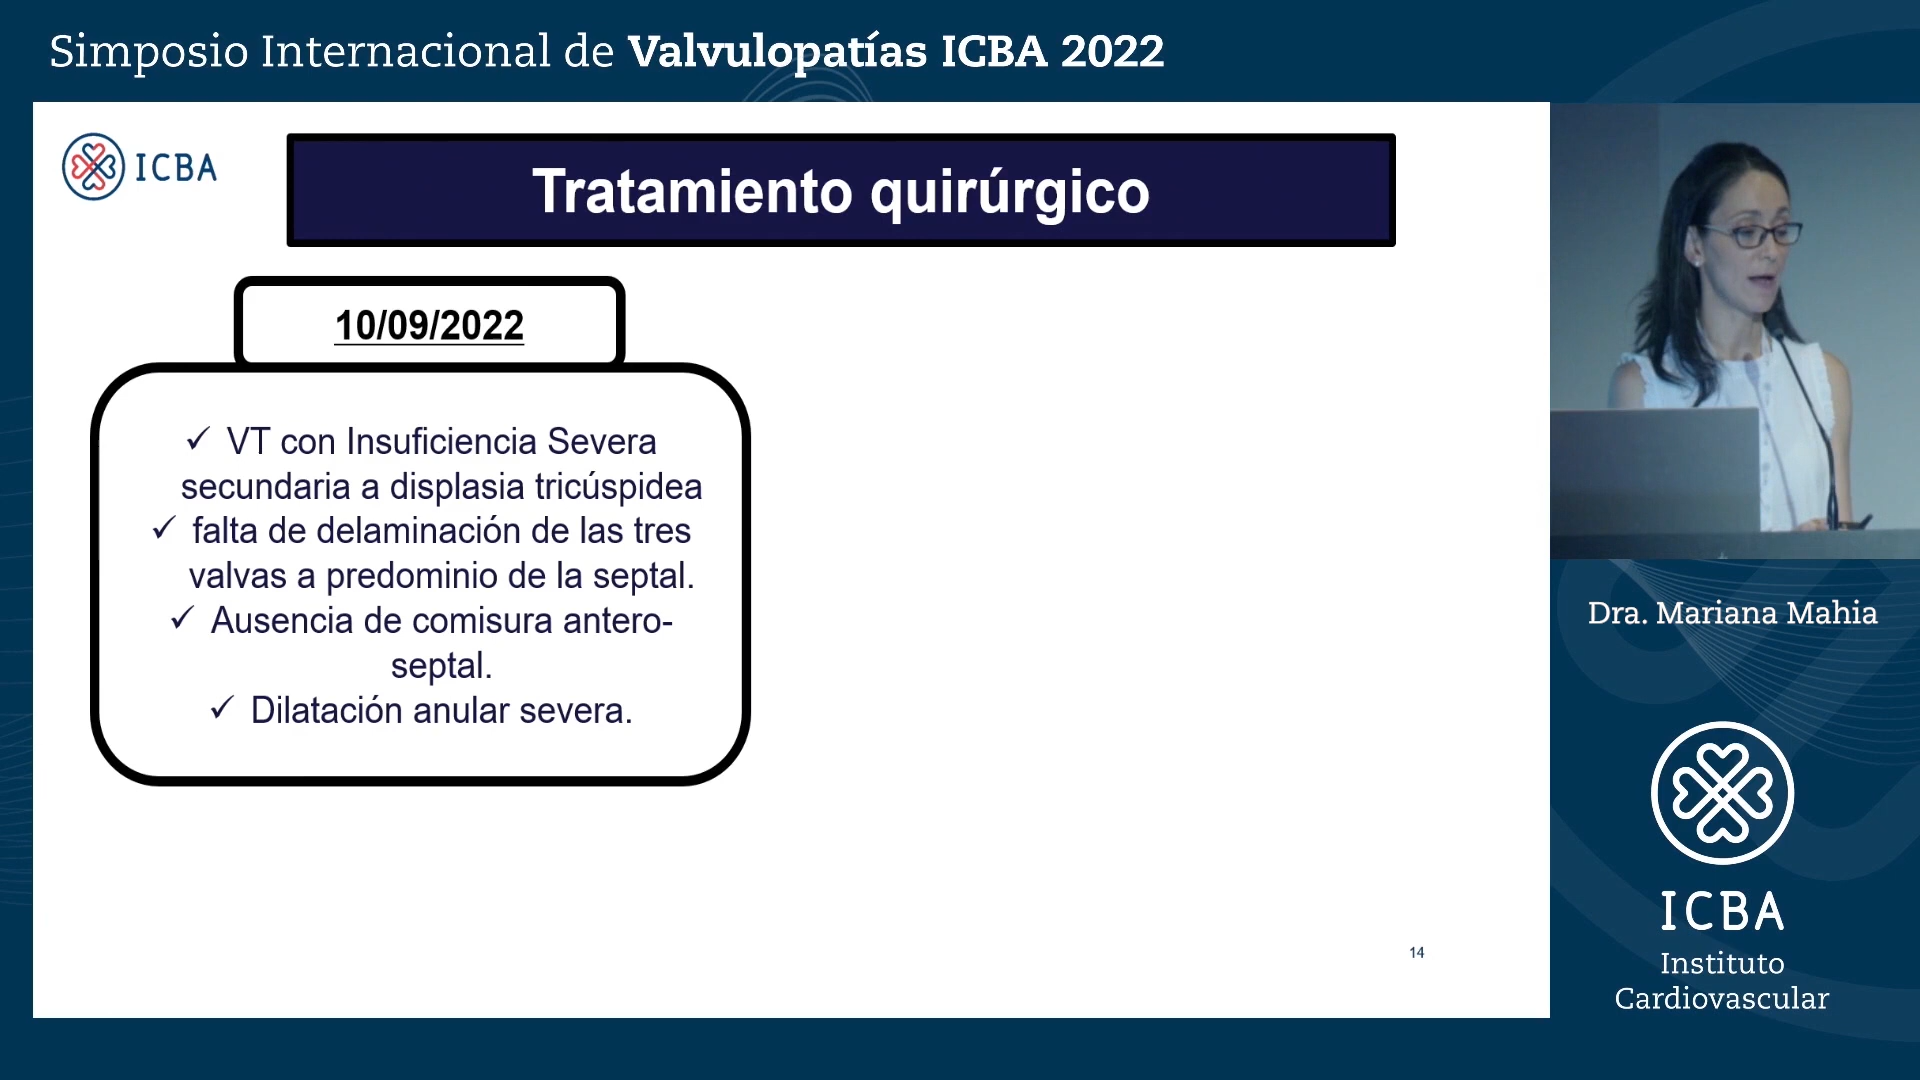 Simposio Internacional de Valvulopatías ICBA 2022
ICBA
Tratamiento quirúrgico
10/09/2022
✓ VT con Insuficiencia Severa
secundaria a displasia tricúspidea
✓ falta de delaminación de las tres
valvas a predominio de la septal.
✓ Ausencia de comisura antero-
septal.
✓ Dilatación anular severa.
14
Dra. Mariana Mahia
ICBA
Instituto
Cardiovascular